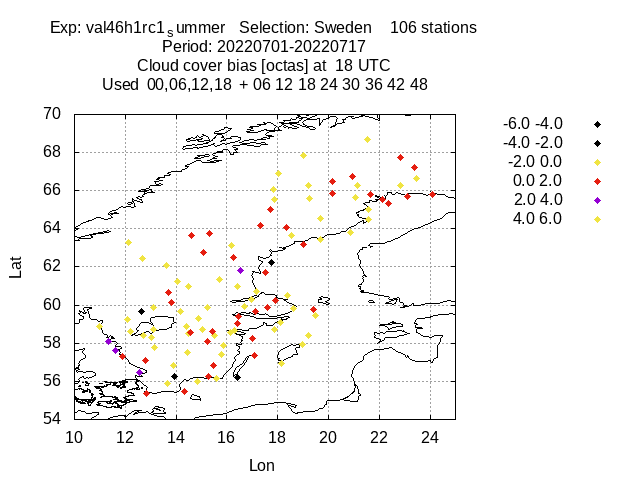 Exp: val46h1rc1summer Selection: Sweden 106 stations
Period: 20220701-20220717
Cloud cover bias [octas] at 18 UTC
Used 00,06,12,18 + 06 12 18 24 30 36 42 48
-6.0 -4.0
-4.0 -2.0
-2.0 0.0
0.0 2.0
2.0 4.0
4.0 6.0
70
68
66
64
62
60
58
56
54
Lat
10 12 14 16 18 20 22 24
Lon